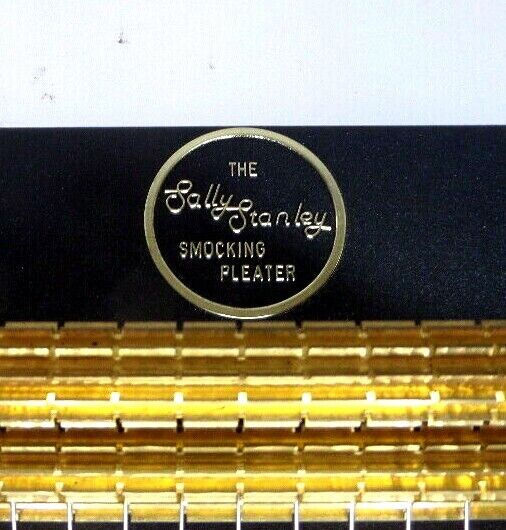 THE
Sally Stanley
SMOCKING
PLEATER